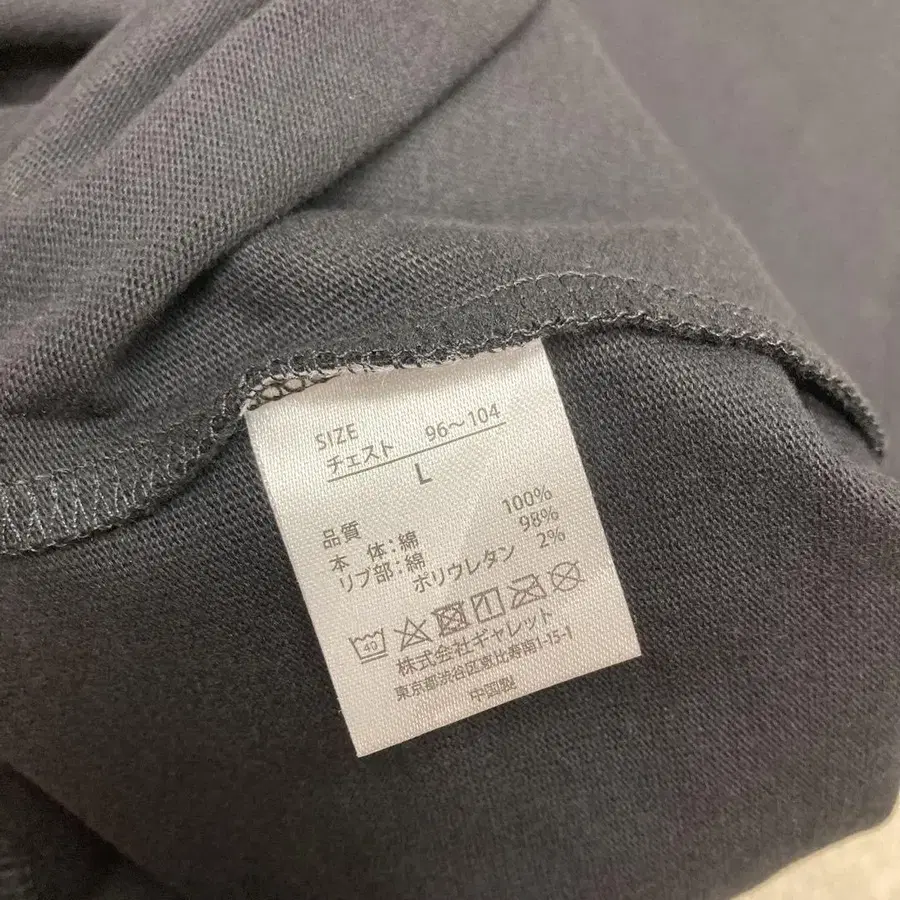 SIZE
チェスト 96〜104
L
品質
本 体:綿 100%
リブ部:綿 98%
ポリウレタン 2%
40
株式会社ギャレット
東京都渋谷区恵比寿南1-15-1
中国製